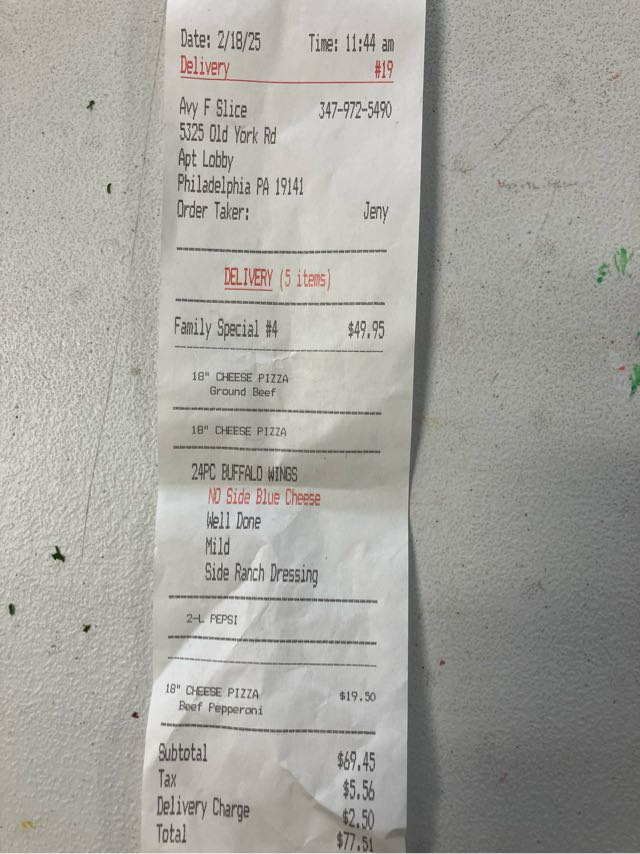 Date: 2/18/25 Time: 11:44 am
Delivery #19
Avy F Slice 347-972-5490
5325 Old York Rd
Apt Lobby
Philadelphia PA 19141
Order Taker: Jeny
DELIVERY (5 items)
Family Special #4 $49.95
18" CHEESE PIZZA
Ground Beef
18" CHEESE PIZZA
24PC BUFFALO WINGS
NO Side Blue Cheese
Well Done
Mild
Side Ranch Dressing
2-L PEPSI
18" CHEESE PIZZA $19.50
Beef Pepperoni
Subtotal $69.45
Tax $5.56
Delivery Charge $2.50
Total $77.51